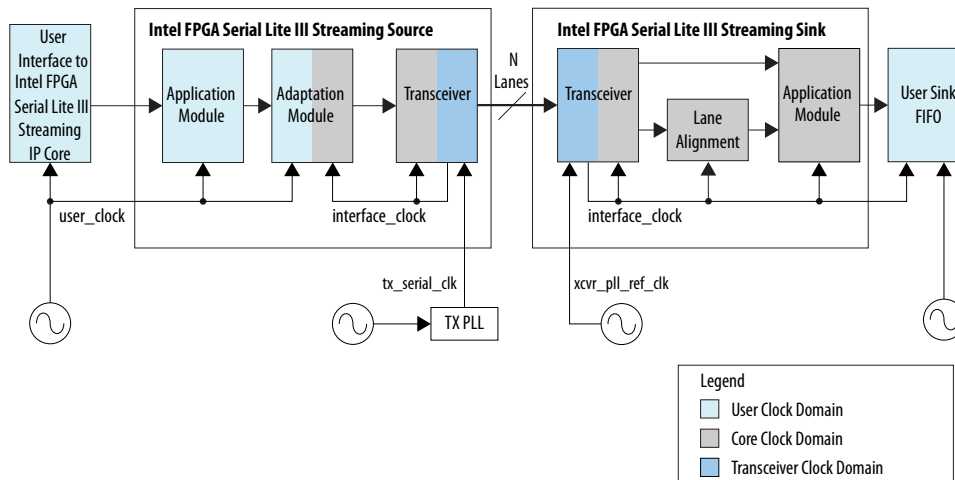 User
Interface to
Intel FPGA
Serial Lite III
Streaming
IP Core
Intel FPGA Serial Lite III Streaming Source
Application
Module
Adaptation
Module
Transceiver
user_clock
interface_clock
tx_serial_clk
TX PLL
N
Lanes
Intel FPGA Serial Lite III Streaming Sink
Transceiver
Lane
Alignment
Application
Module
User Sink
FIFO
interface_clock
xcvr_pll_ref_clk
Legend
User Clock Domain
Core Clock Domain
Transceiver Clock Domain